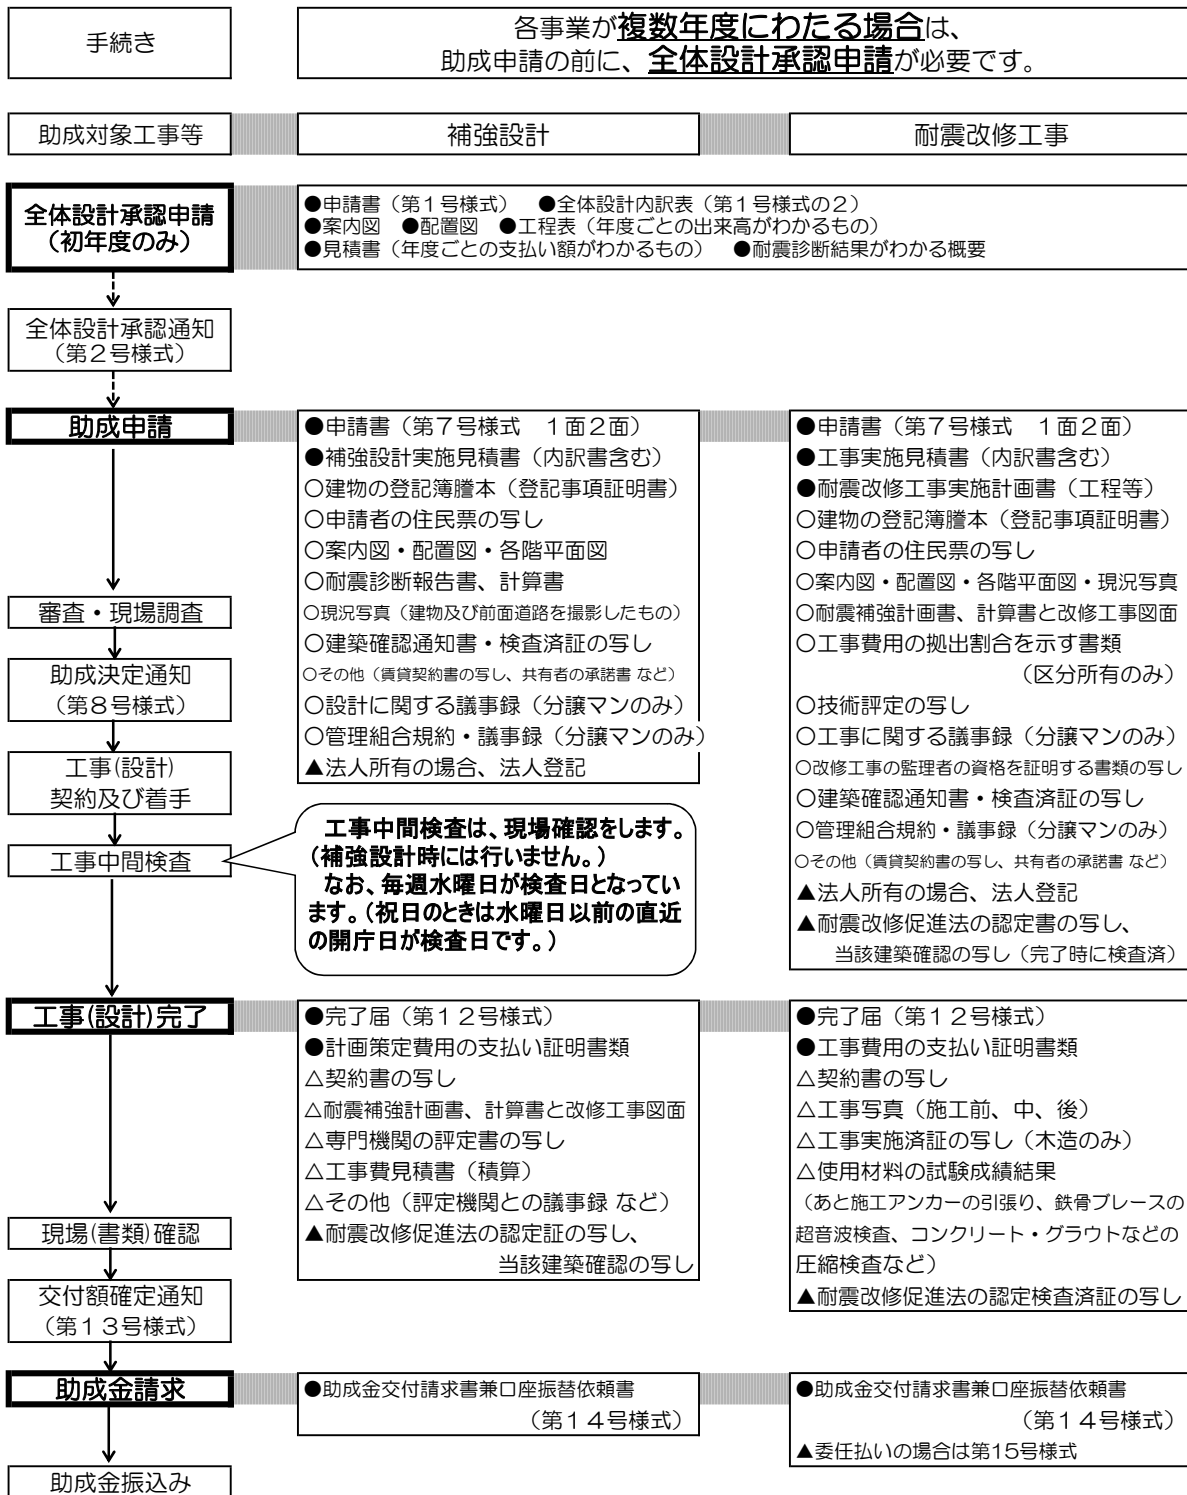 手続き
各事業が複数年度にわたる場合は、
助成申請の前に、全体設計承認申請が必要です。
助成対象工事等
補強設計
耐震改修工事
全体設計承認申請
（初年度のみ）
●申請書（第１号様式）　●全体設計内訳表（第１号様式の２）
●案内図　●配置図　●工程表（年度ごとの出来高がわかるもの）
●見積書（年度ごとの支払い額がわかるもの）　●耐震診断結果がわかる概要
全体設計承認通知
（第２号様式）
助成申請
●申請書（第７号様式　１面２面）
●補強設計実施見積書（内訳書含む）
○建物の登記簿謄本（登記事項証明書）
○申請者の住民票の写し
○案内図・配置図・各階平面図
○耐震診断報告書、計算書
○現況写真（建物及び前面道路を撮影したもの）
○建築確認通知書・検査済証の写し
○その他（賃貸契約書の写し、共有者の承諾書 など）
○設計に関する議事録（分譲マンのみ）
○管理組合規約・議事録（分譲マンのみ）
▲法人所有の場合、法人登記
●申請書（第７号様式　１面２面）
●工事実施見積書（内訳書含む）
●耐震改修工事実施計画書（工程等）
○建物の登記簿謄本（登記事項証明書）
○申請者の住民票の写し
○案内図・配置図・各階平面図・現況写真
○耐震補強計画書、計算書と改修工事図面
○工事費用の拠出割合を示す書類
（区分所有のみ）
○技術評定の写し
○工事に関する議事録（分譲マンのみ）
○改修工事の監理者の資格を証明する書類の写し
○建築確認通知書・検査済証の写し
○管理組合規約・議事録（分譲マンのみ）
○その他（賃貸契約書の写し、共有者の承諾書 など）
▲法人所有の場合、法人登記
▲耐震改修促進法の認定書の写し、
当該建築確認の写し（完了時に検査済）
審査・現場調査
助成決定通知
（第８号様式）
工事(設計)
契約及び着手
工事中間検査
工事中間検査は、現場確認をします。
（補強設計時には行いません。）
なお、毎週水曜日が検査日となってい
ます。（祝日のときは水曜日以前の直近
の開庁日が検査日です。）
工事(設計)完了
●完了届（第１２号様式）
●計画策定費用の支払い証明書類
△契約書の写し
△耐震補強計画書、計算書と改修工事図面
△専門機関の評定書の写し
△工事費見積書（積算）
△その他（評定機関との議事録 など）
▲耐震改修促進法の認定証の写し、
当該建築確認の写し
●完了届（第１２号様式）
●工事費用の支払い証明書類
△契約書の写し
△工事写真（施工前、中、後）
△工事実施済証の写し（木造のみ）
△使用材料の試験成績結果
（あと施工アンカーの引張り、鉄骨ブレースの
超音波検査、コンクリート・グラウトなどの
圧縮検査など）
▲耐震改修促進法の認定検査済証の写し
現場(書類)確認
交付額確定通知
（第１３号様式）
助成金請求
●助成金交付請求書兼口座振替依頼書
（第１４号様式）
●助成金交付請求書兼口座振替依頼書
（第１４号様式）
▲委任払いの場合は第15号様式
助成金振込み